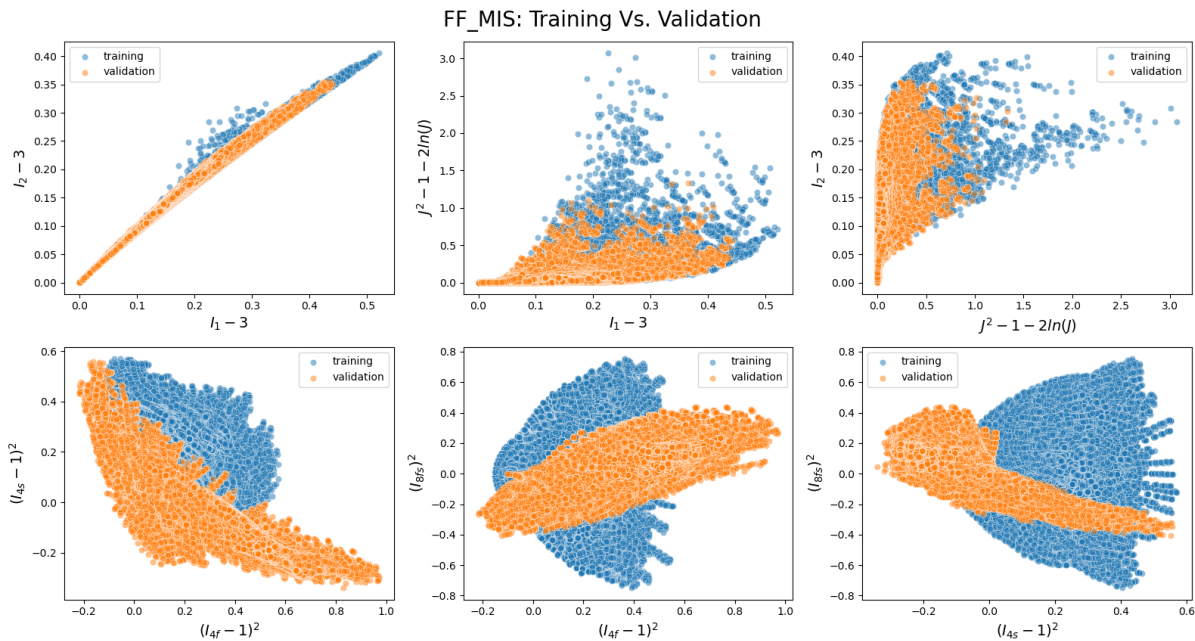 FF_MIS: Training Vs. Validation
training
validation
0.40
0.35
0.30
0.25
0.20
0.15
0.10
0.05
0.00
I₂ − 3
0.0 0.1 0.2 0.3 0.4 0.5
I₁ − 3
training
validation
3.0
2.5
2.0
1.5
1.0
0.5
0.0
J² − 1 − 2ln(J)
0.0 0.1 0.2 0.3 0.4 0.5
I₁ − 3
training
validation
0.40
0.35
0.30
0.25
0.20
0.15
0.10
0.05
0.00
I₂ − 3
0.0 0.5 1.0 1.5 2.0 2.5 3.0
J² − 1 − 2ln(J)
training
validation
0.6
0.4
0.2
0.0
−0.2
(I₄ₛ − 1)²
−0.2 0.0 0.2 0.4 0.6 0.8 1.0
(I_{4f} − 1)²
training
validation
0.8
0.6
0.4
0.2
0.0
−0.2
−0.4
−0.6
−0.8
(I_{8fs})²
−0.2 0.0 0.2 0.4 0.6 0.8 1.0
(I_{4f} − 1)²
training
validation
0.8
0.6
0.4
0.2
0.0
−0.2
−0.4
−0.6
−0.8
(I_{8fs})²
−0.2 0.0 0.2 0.4 0.6
(I₄ₛ − 1)²